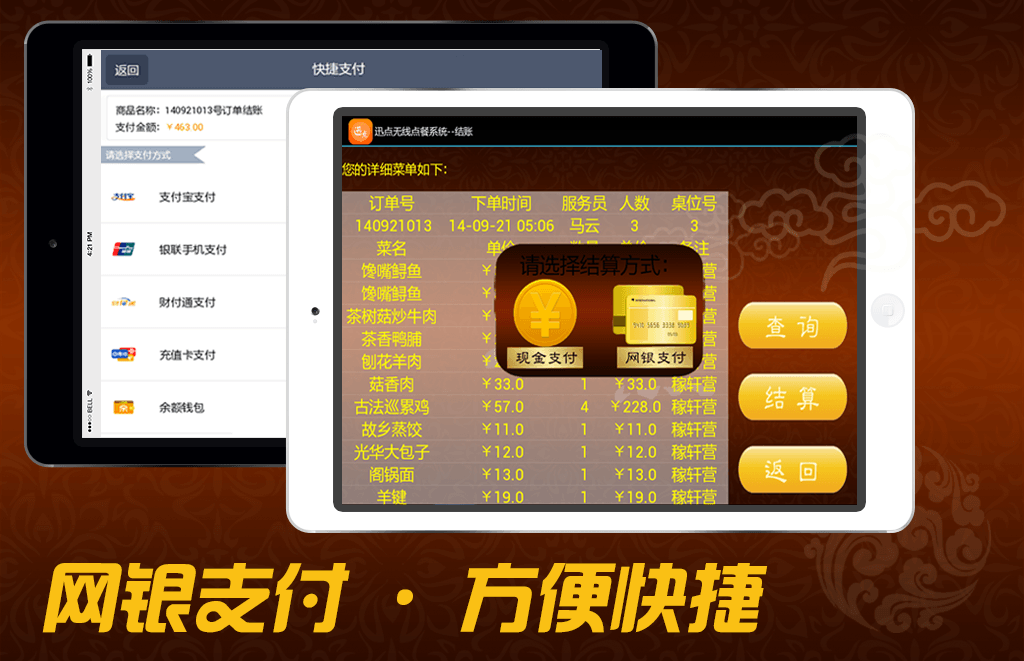 100%
返回
快捷支付
商品名称：140921013号订单结账
支付金额：￥463.00
请选择支付方式
支付宝支付
银联手机支付
财付通支付
充值卡支付
余额钱包
4:21 PM
BELL
迅点无线点餐系统--结账
您的详细菜单如下:
订单号 下单时间 服务员 人数 桌位号
140921013 14-09-21 05:06 马云 3 3
菜名 单价
馋嘴鲟鱼 ￥
馋嘴鲟鱼 ￥
茶树菇炒牛肉 ￥
茶香鸭脯 ￥
刨花羊肉 ￥
菇香肉 ￥33.0 1 ￥33.0 稼轩营
古法巡累鸡 ￥57.0 4 ￥228.0 稼轩营
故乡蒸饺 ￥11.0 1 ￥11.0 稼轩营
光华大包子 ￥12.0 1 ￥12.0 稼轩营
阁锅面 ￥13.0 1 ￥13.0 稼轩营
羊键 ￥19.0 1 ￥19.0 稼轩营
请选择结算方式:
现金支付
网银支付
查询
结算
返回
网银支付 · 方便快捷